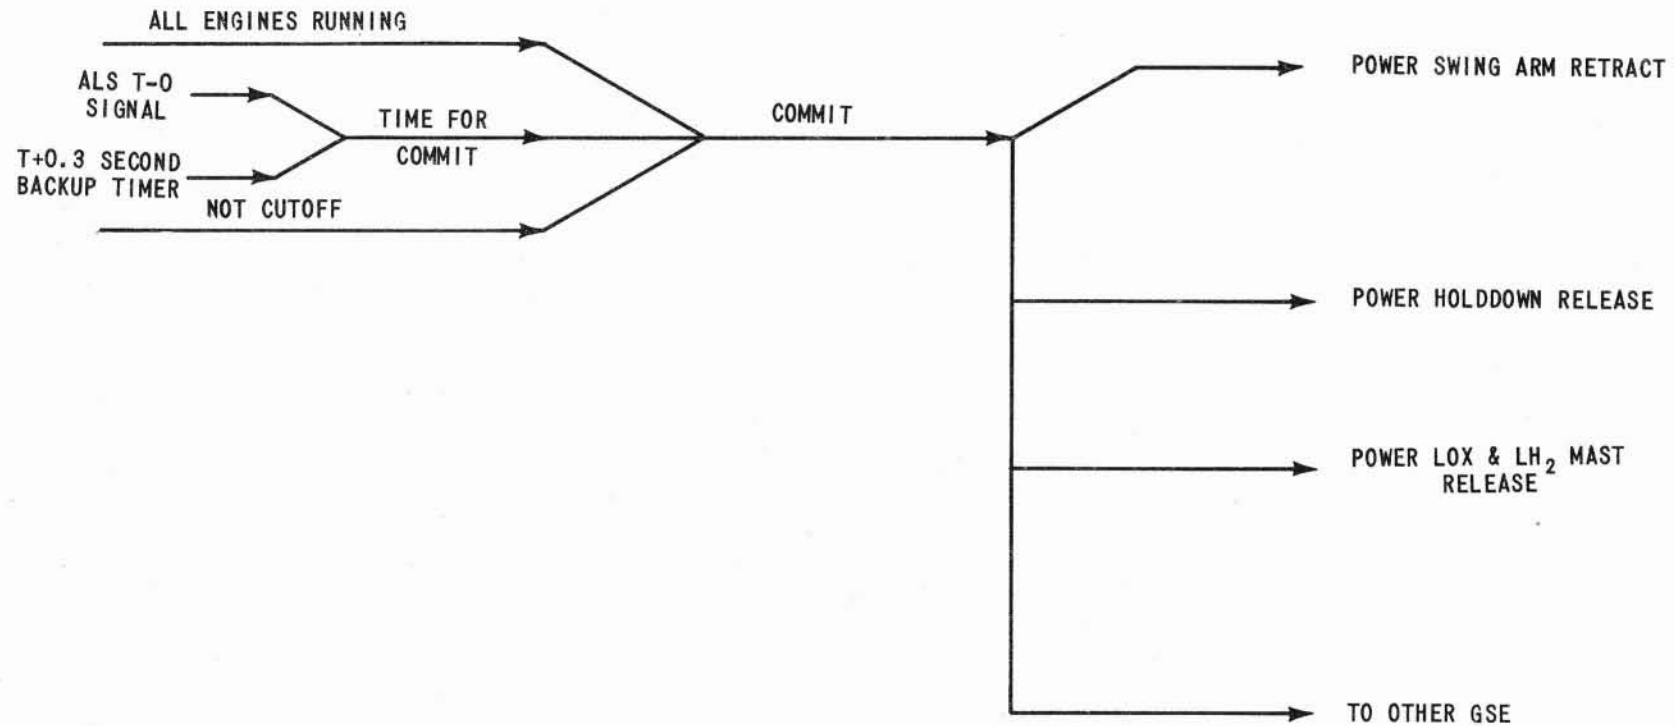 ALL ENGINES RUNNING
ALS T-0
SIGNAL
TIME FOR
COMMIT
T+0.3 SECOND
BACKUP TIMER
NOT CUTOFF
COMMIT
POWER SWING ARM RETRACT
POWER HOLDDOWN RELEASE
POWER LOX & LH₂ MAST
RELEASE
TO OTHER GSE